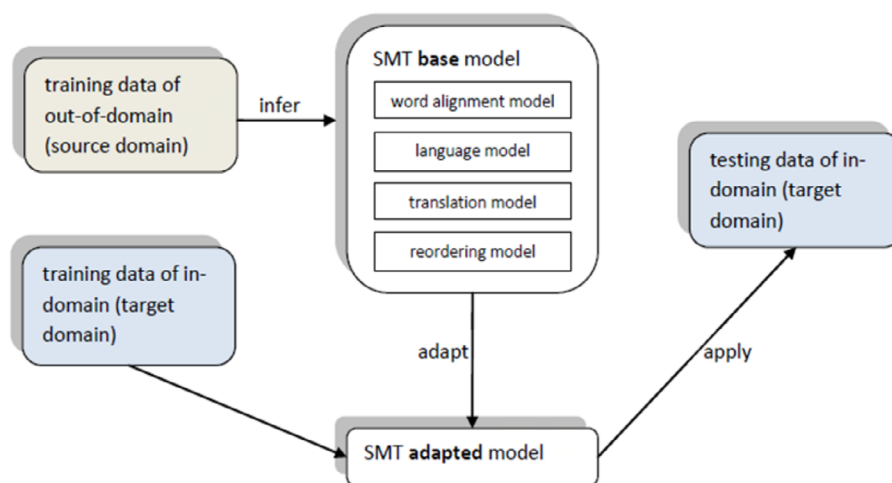 training data of
out-of-domain
(source domain)
infer
SMT base model
word alignment model
language model
translation model
reordering model
testing data of in-
domain (target
domain)
training data of in-
domain (target
domain)
adapt
apply
SMT adapted model